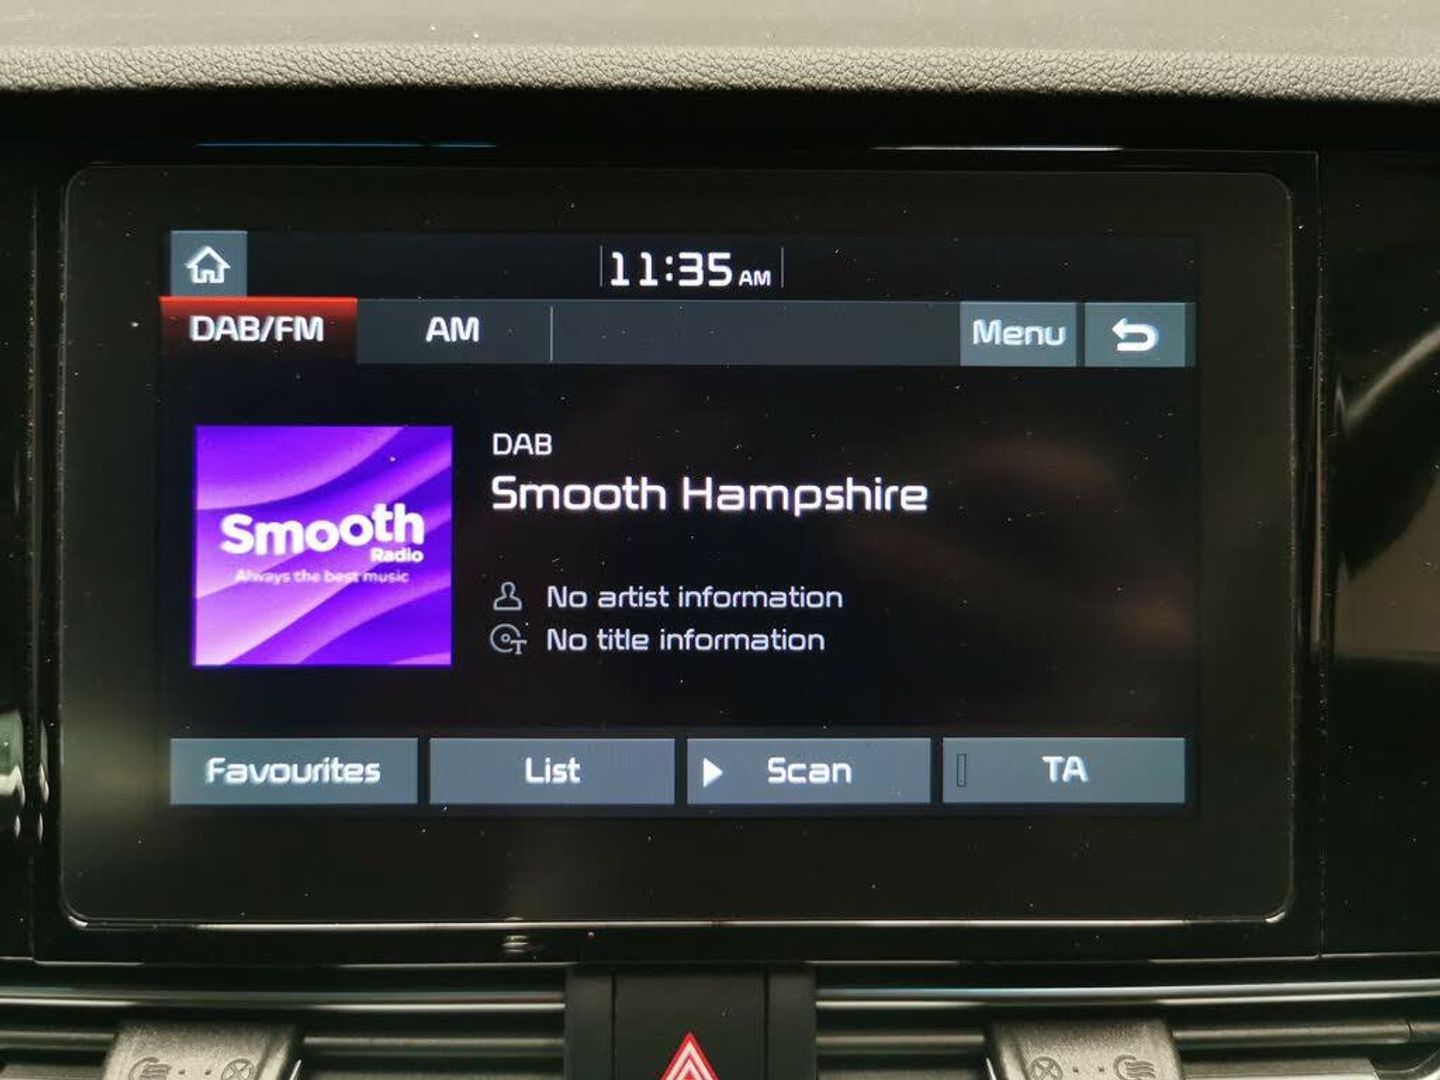 11:35 AM
DAB/FM
AM
Menu
DAB
Smooth Hampshire
Smooth
Radio
Always the best music
No artist information
No title information
Favourites
List
Scan
TA